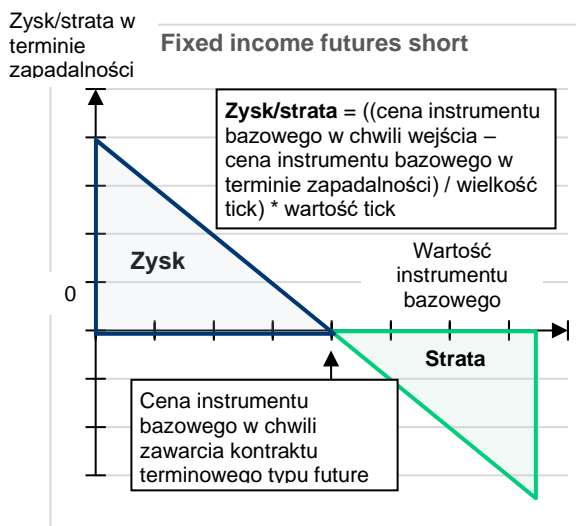 Zysk/strata w
terminie
zapadalności
Fixed income futures short
Zysk/strata = ((cena instrumentu
bazowego w chwili wejścia –
cena instrumentu bazowego w
terminie zapadalności) / wielkość
tick) * wartość tick
Zysk
Wartość
instrumentu
bazowego
0
Strata
Cena instrumentu
bazowego w chwili
zawarcia kontraktu
terminowego typu future